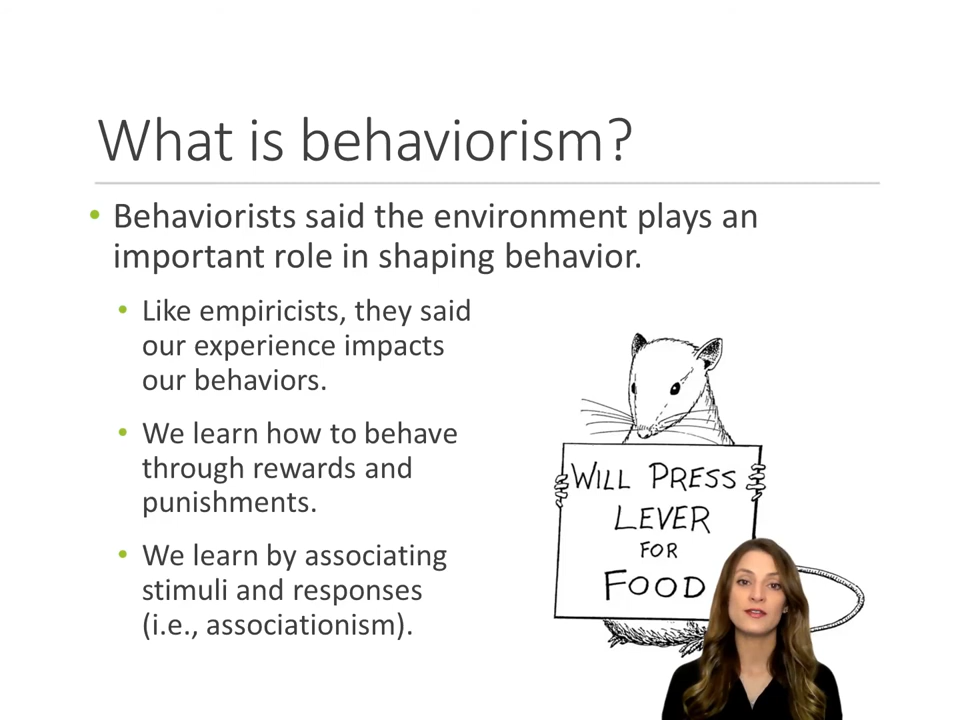 What is behaviorism?
• Behaviorists said the environment plays an
important role in shaping behavior.
• Like empiricists, they said
our experience impacts
our behaviors.
• We learn how to behave
through rewards and
punishments.
• We learn by associating
stimuli and responses
(i.e., associationism).
WILL PRESS
LEVER
FOR
FOOD